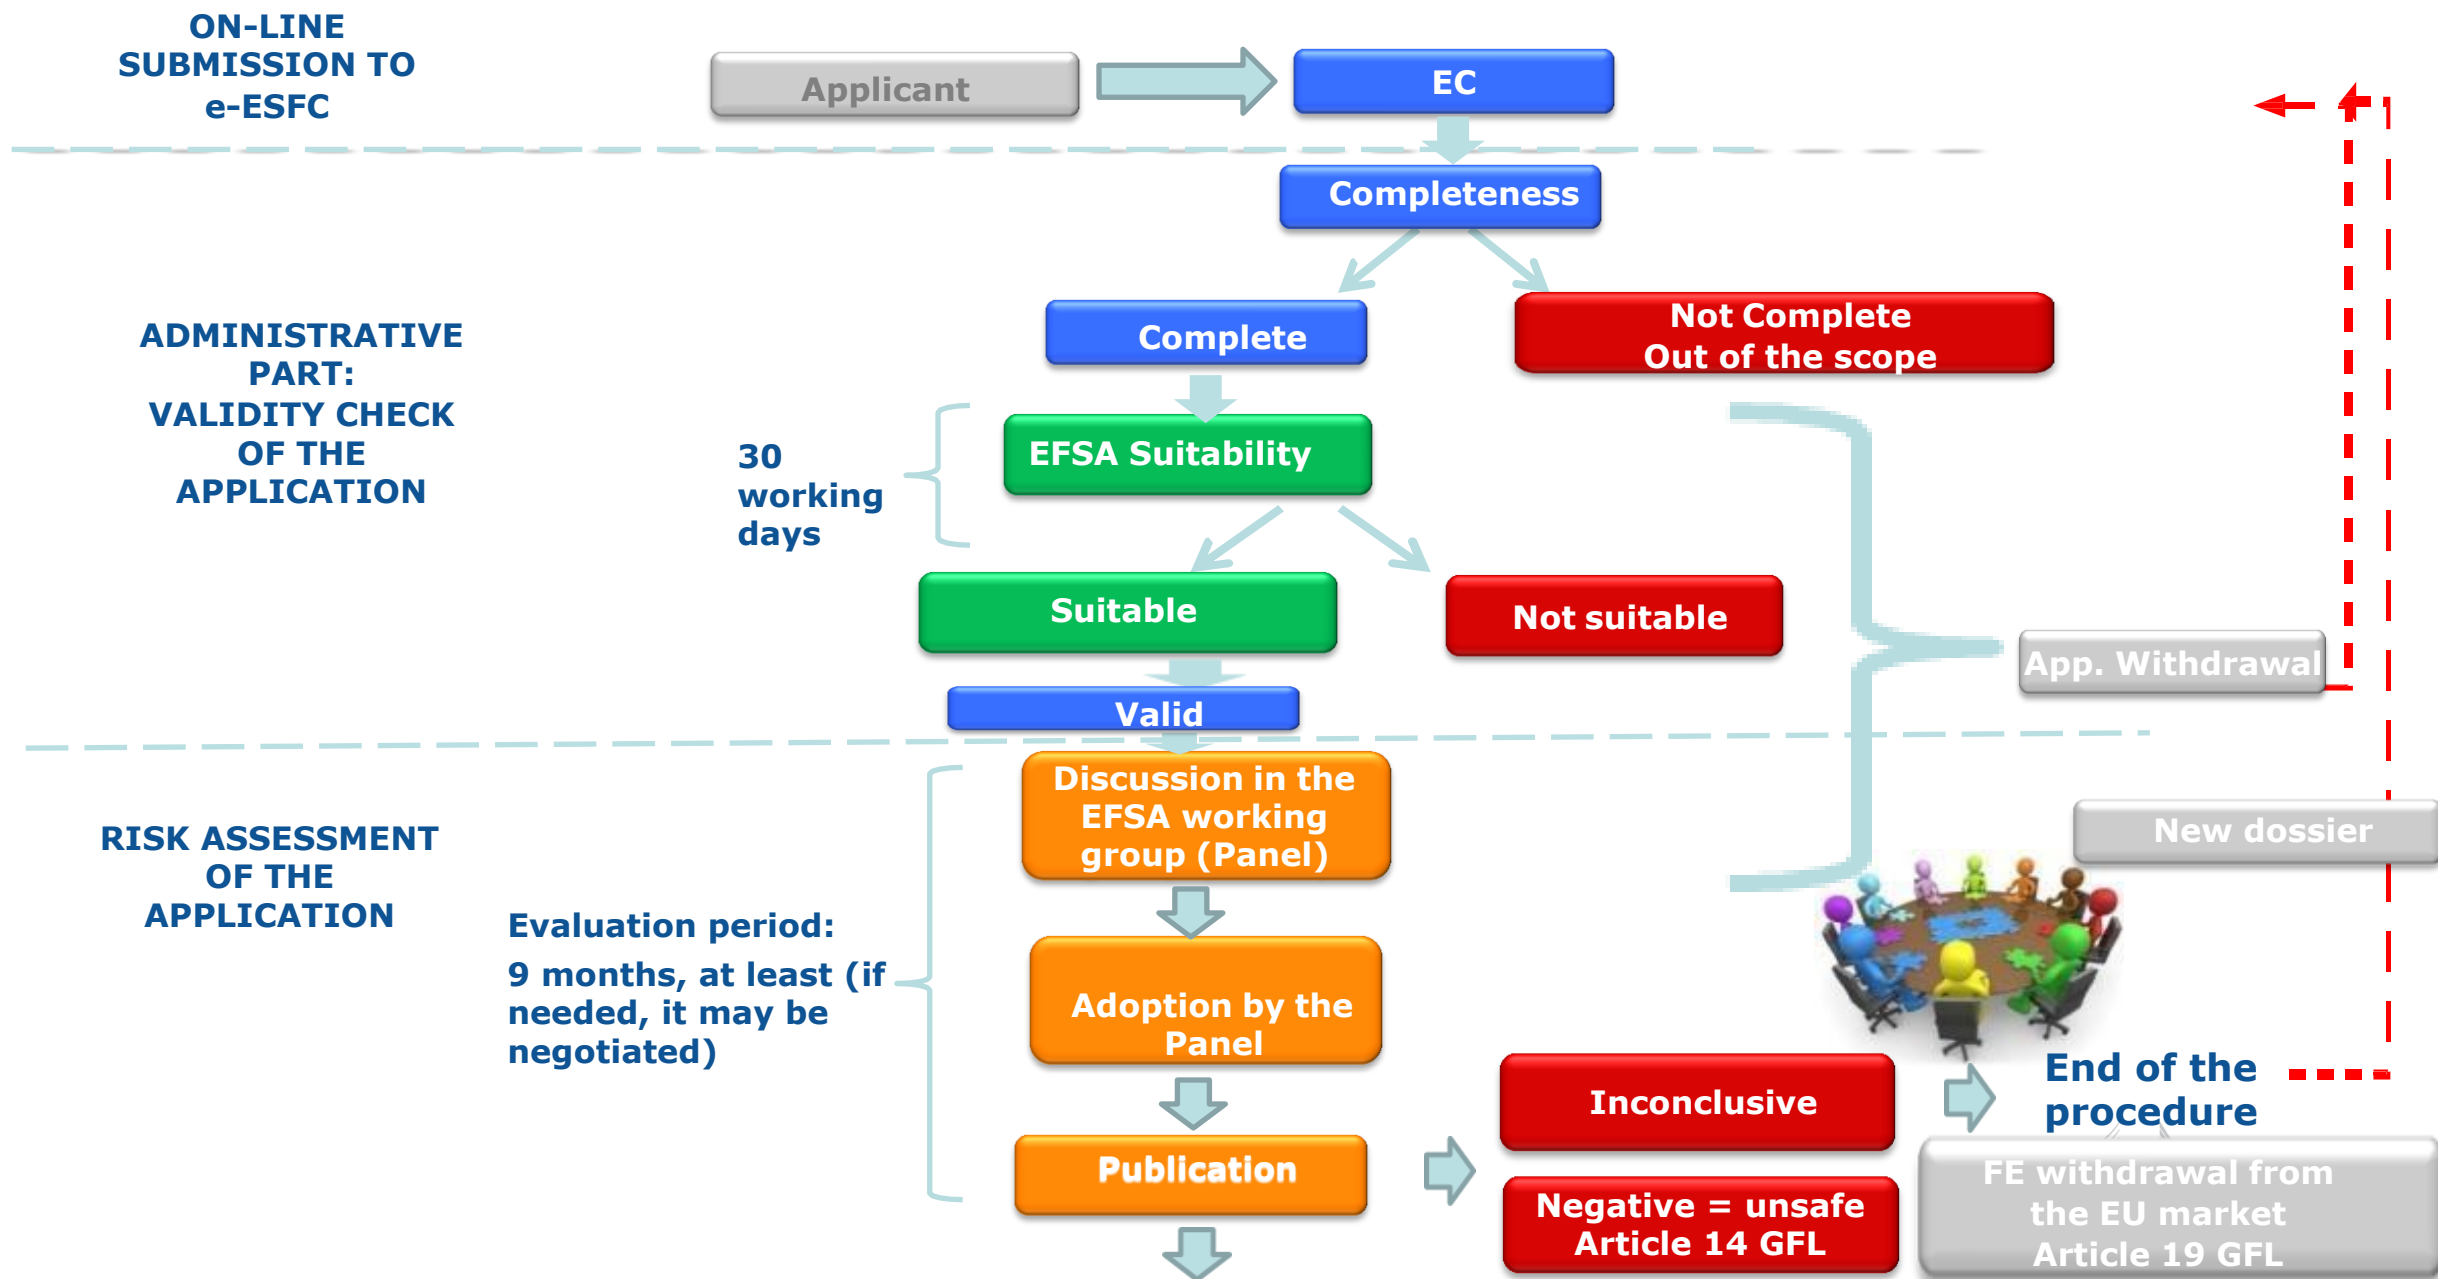 ON-LINE
SUBMISSION TO
e-ESFC
Applicant
EC
Completeness
ADMINISTRATIVE
PART:
VALIDITY CHECK
OF THE
APPLICATION
Complete
Not Complete
Out of the scope
30
working
days
EFSA Suitability
Suitable
Not suitable
App. Withdrawal
Valid
RISK ASSESSMENT
OF THE
APPLICATION
Discussion in the
EFSA working
group (Panel)
New dossier
Evaluation period:
9 months, at least (if
needed, it may be
negotiated)
Adoption by the
Panel
Inconclusive
End of the
procedure
Publication
Negative = unsafe
Article 14 GFL
FE withdrawal from
the EU market
Article 19 GFL